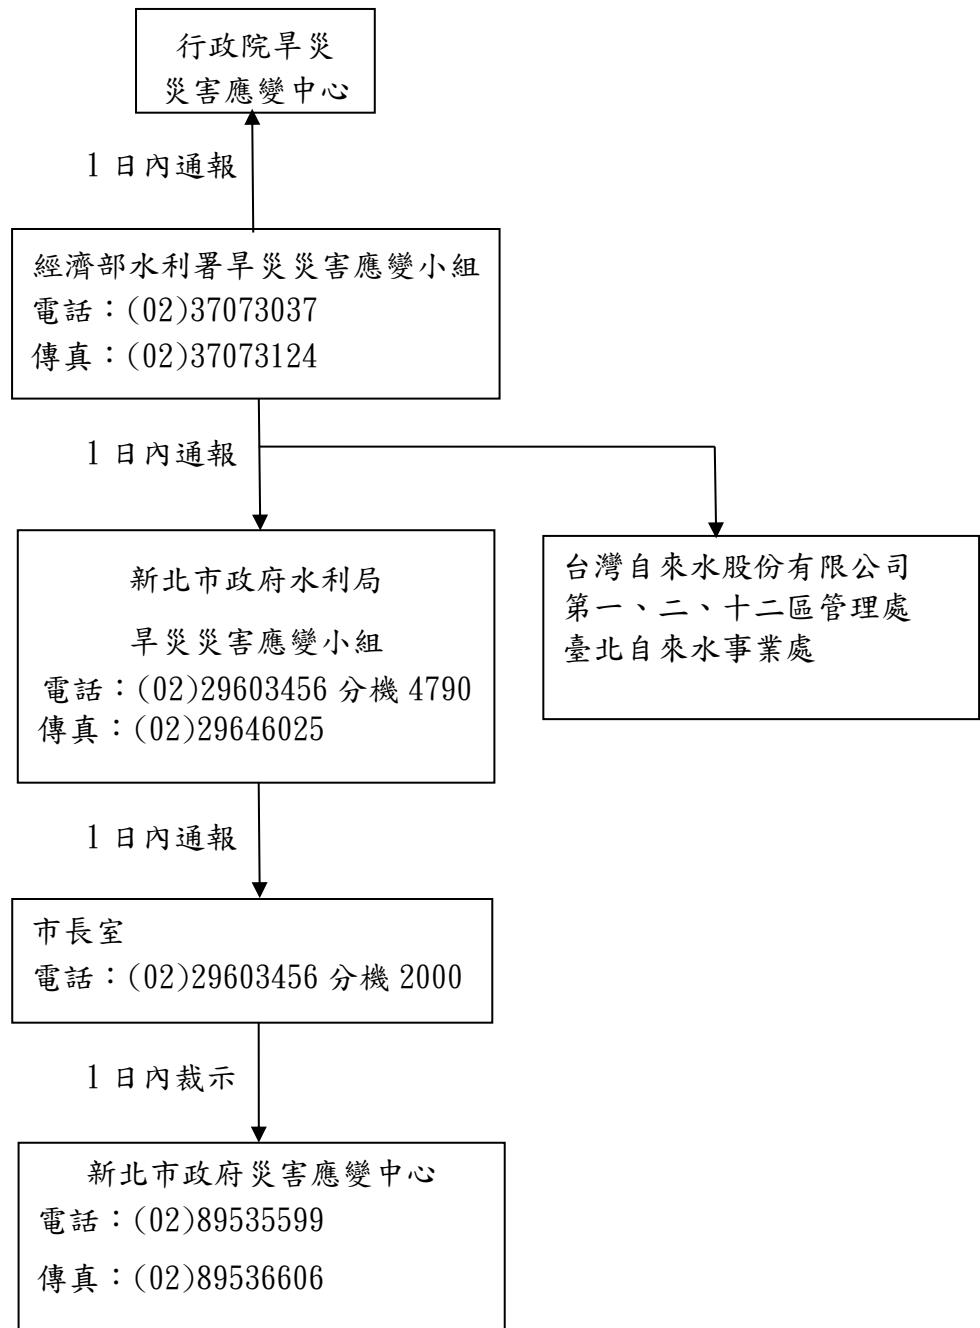 行政院旱災
災害應變中心
1 日內通報
經濟部水利署旱災災害應變小組
電話：(02)37073037
傳真：(02)37073124
1 日內通報
新北市政府水利局
旱災災害應變小組
電話：(02)29603456 分機 4790
傳真：(02)29646025
台灣自來水股份有限公司
第一、二、十二區管理處
臺北自來水事業處
1 日內通報
市長室
電話：(02)29603456 分機 2000
1 日內裁示
新北市政府災害應變中心
電話：(02)89535599
傳真：(02)89536606